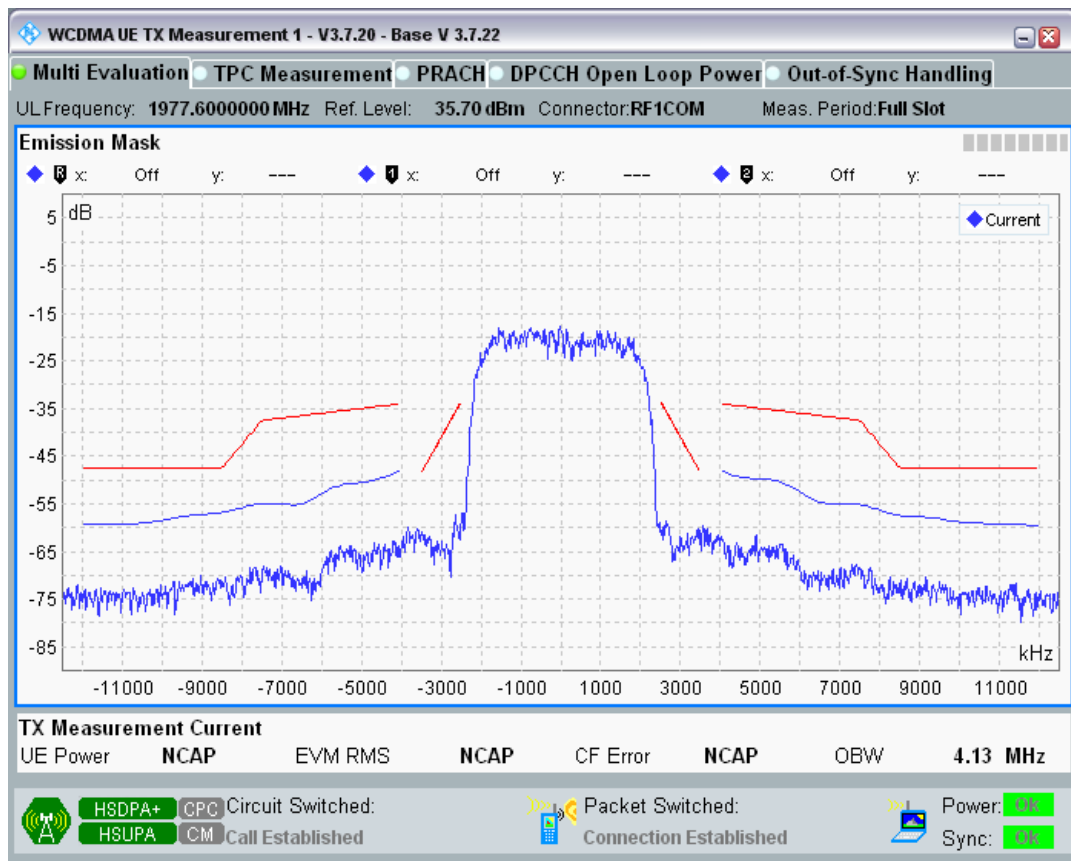 WCDMA UE TX Measurement 1 - V3.7.20 - Base V 3.7.22
Multi Evaluation TPC Measurement PRACH DPCCH Open Loop Power Out-of-Sync Handling
UL Frequency: 1977.6000000 MHz Ref. Level: 35.70 dBm Connector: RF1COM Meas. Period: Full Slot
Emission Mask
R x: Off y: --- 1 x: Off y: --- 2 x: Off y: ---
dB
Current
5
-5
-15
-25
-35
-45
-55
-65
-75
-85
kHz
-11000 -9000 -7000 -5000 -3000 -1000 1000 3000 5000 7000 9000 11000
TX Measurement Current
UE Power NCAP EVM RMS NCAP CF Error NCAP OBW 4.13 MHz
HSDPA+ CPC Circuit Switched: Packet Switched: Power: OK
HSUPA CM Call Established Connection Established Sync: OK